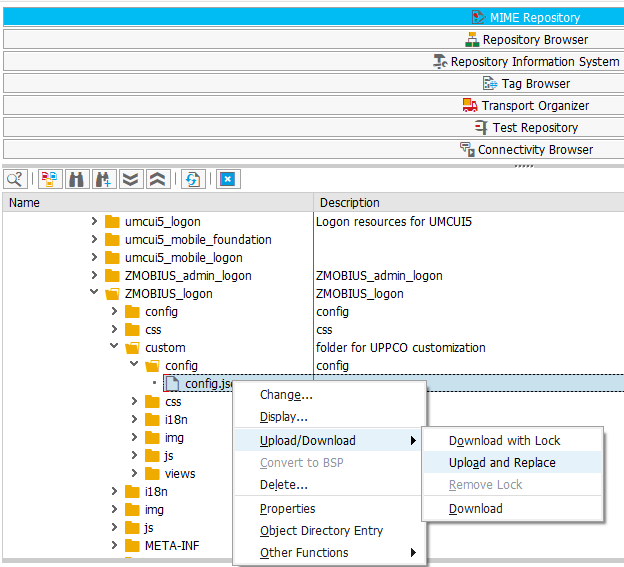 MIME Repository
Repository Browser
Repository Information System
Tag Browser
Transport Organizer
Test Repository
Connectivity Browser
Name Description
umcui5_logon Logon resources for UMCUI5
umcui5_mobile_foundation
umcui5_mobile_logon
ZMOBIUS_admin_logon ZMOBIUS_admin_logon
ZMOBIUS_logon ZMOBIUS_logon
config config
css css
custom folder for UPPCO customization
config config
config.jso
css
i18n
img
js
views
i18n
img
js
META-INF
Change...
Display...
Upload/Download
Convert to BSP
Delete...
Properties
Object Directory Entry
Other Functions
Download with Lock
Upload and Replace
Remove Lock
Download